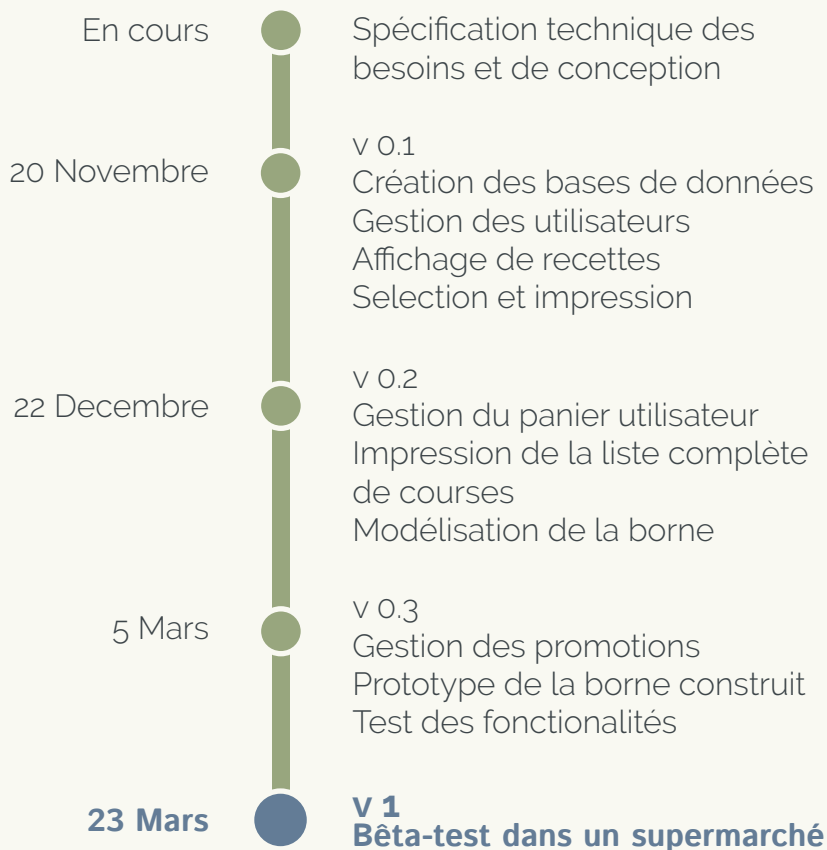 En cours
Spécification technique des
besoins et de conception
20 Novembre
v 0.1
Création des bases de données
Gestion des utilisateurs
Affichage de recettes
Selection et impression
22 Decembre
v 0.2
Gestion du panier utilisateur
Impression de la liste complète
de courses
Modélisation de la borne
5 Mars
v 0.3
Gestion des promotions
Prototype de la borne construit
Test des fonctionalités
23 Mars
v 1
Bêta-test dans un supermarché